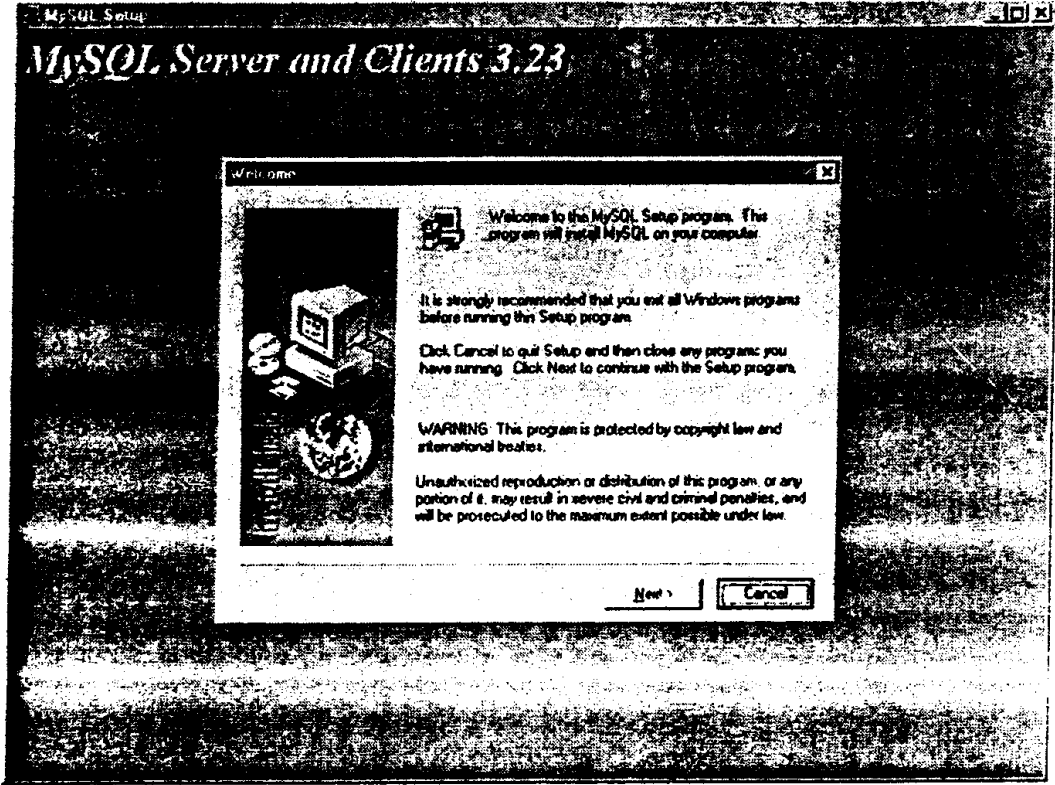 MySQL Setup
MySQL Server and Clients 3.23
Welcome
Welcome to the MySQL Setup program. This
program will install MySQL on your computer.
It is strongly recommended that you exit all Windows programs
before running this Setup program.
Click Cancel to quit Setup and then close any programs you
have running. Click Next to continue with the Setup program.
WARNING: This program is protected by copyright law and
international treaties.
Unauthorized reproduction or distribution of this program, or any
portion of it, may result in severe civil and criminal penalties, and
will be prosecuted to the maximum extent possible under law.
Next >
Cancel